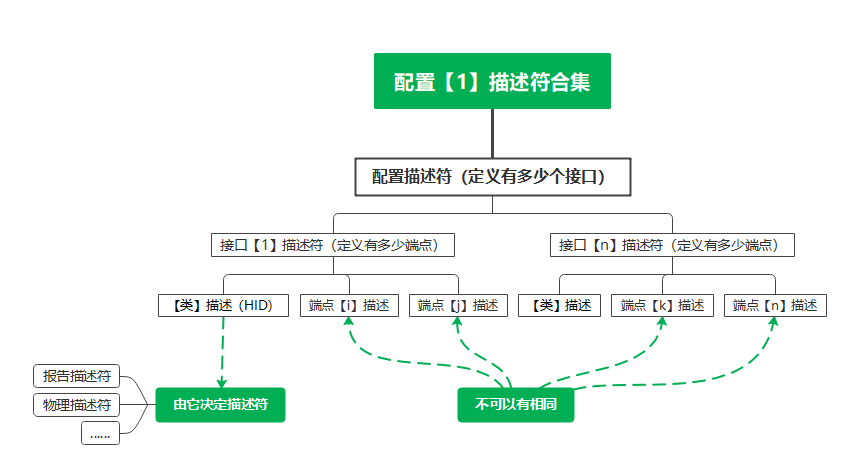 配置【1】描述符合集
配置描述符（定义有多少个接口）
接口【1】描述符（定义有多少端点）
接口【n】描述符（定义有多少端点）
【类】描述（HID）
端点【i】描述
端点【j】描述
【类】描述
端点【k】描述
端点【n】描述
报告描述符
物理描述符
......
由它决定描述符
不可以有相同